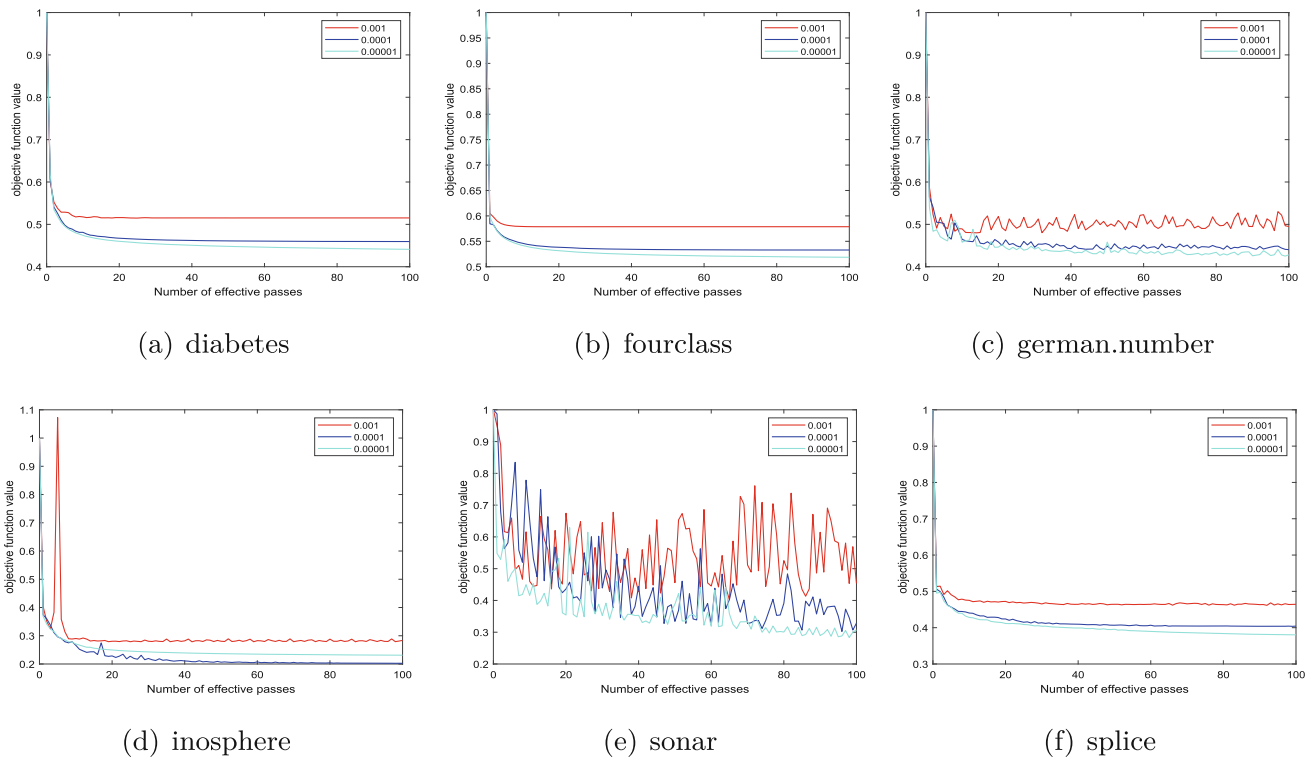 1
0.9
0.8
0.7
0.6
0.5
0.4
objective function value
0 20 40 60 80 100
Number of effective passes
0.001
0.0001
0.00001
(a) diabetes
1
0.95
0.9
0.85
0.8
0.75
0.7
0.65
0.6
0.55
0.5
objective function value
0 20 40 60 80 100
Number of effective passes
0.001
0.0001
0.00001
(b) fourclass
1
0.9
0.8
0.7
0.6
0.5
0.4
objective function value
0 20 40 60 80 100
Number of effective passes
0.001
0.0001
0.00001
(c) german.number
1.1
1
0.9
0.8
0.7
0.6
0.5
0.4
0.3
0.2
objective function value
0 20 40 60 80 100
Number of effective passes
0.001
0.0001
0.00001
(d) inosphere
1
0.9
0.8
0.7
0.6
0.5
0.4
0.3
0.2
objective function value
0 20 40 60 80 100
Number of effective passes
0.001
0.0001
0.00001
(e) sonar
1
0.9
0.8
0.7
0.6
0.5
0.4
0.3
objective function value
0 20 40 60 80 100
Number of effective passes
0.001
0.0001
0.00001
(f) splice